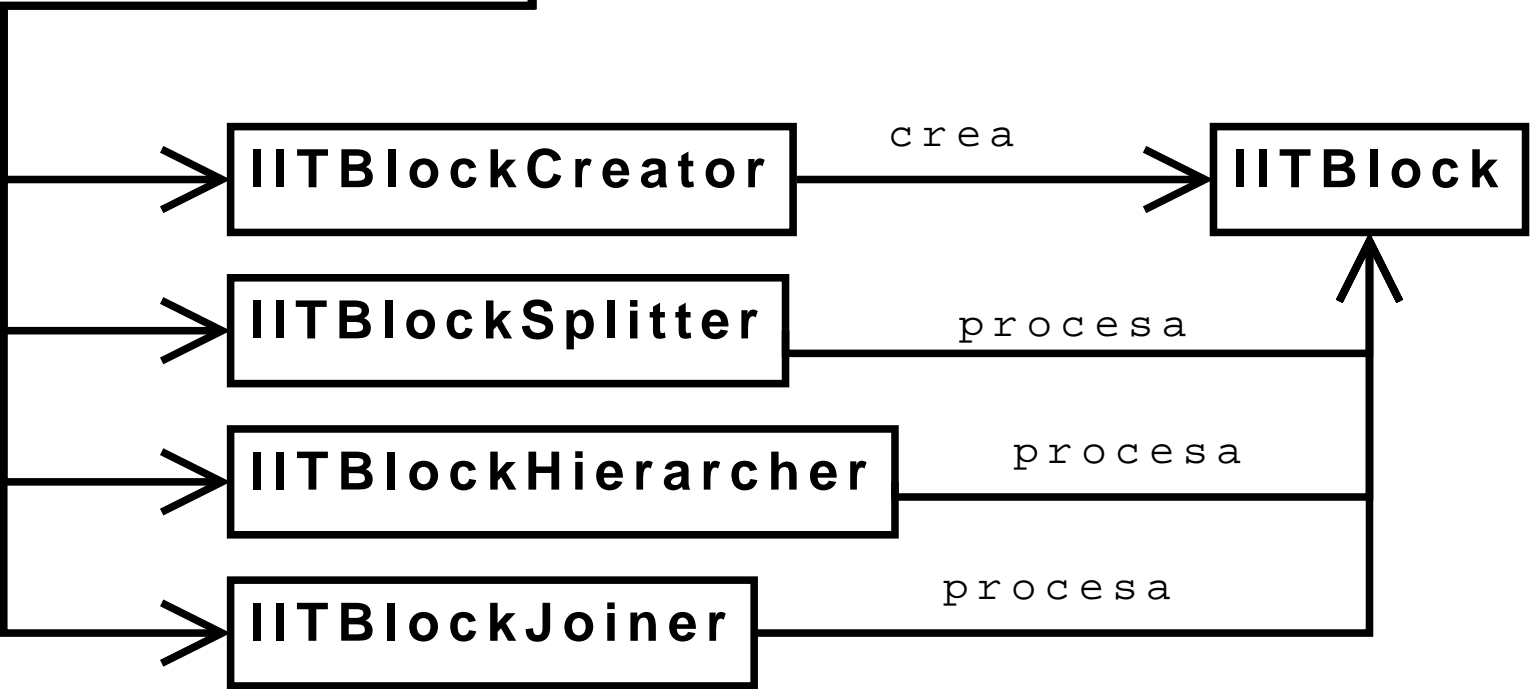 crea
IITBlockCreator
IITBlock
IITBlockSplitter
procesa
IITBlockHierarcher
procesa
IITBlockJoiner
procesa